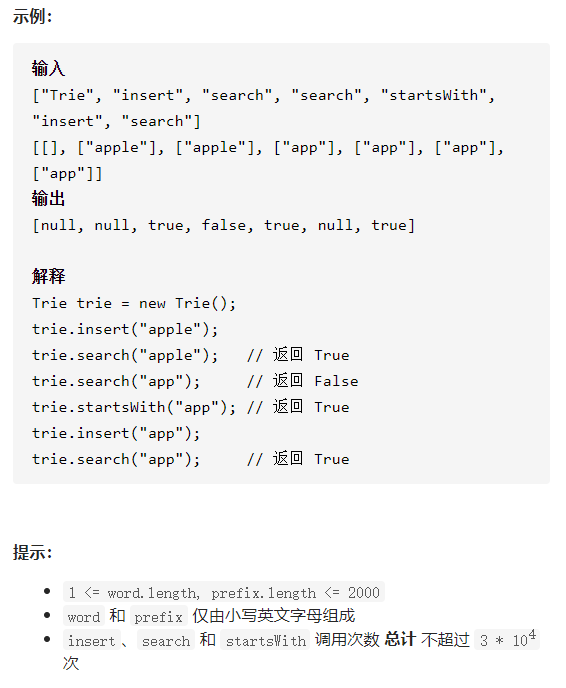 示例：
输入
["Trie", "insert", "search", "search", "startsWith",
"insert", "search"]
[[], ["apple"], ["apple"], ["app"], ["app"], ["app"],
["app"]]
输出
[null, null, true, false, true, null, true]
解释
Trie trie = new Trie();
trie.insert("apple");
trie.search("apple");   // 返回 True
trie.search("app");     // 返回 False
trie.startsWith("app"); // 返回 True
trie.insert("app");
trie.search("app");     // 返回 True
提示：
• 1 <= word.length, prefix.length <= 2000
• word 和 prefix 仅由小写英文字母组成
• insert、search 和 startsWith 调用次数 总计 不超过 3 * 10⁴
次